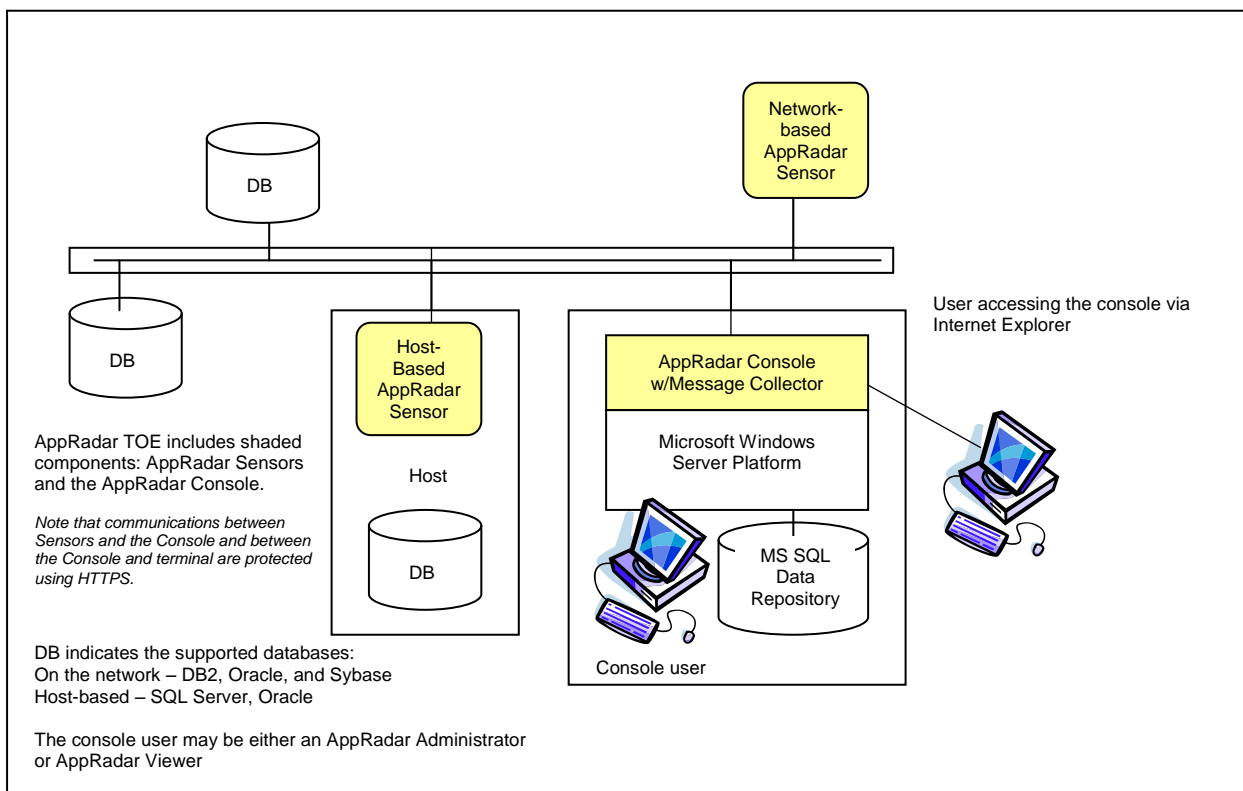 Network-
based
AppRadar
Sensor
DB
DB
User accessing the console via
Internet Explorer
Host-
Based
AppRadar
Sensor
Host
DB
AppRadar Console
w/Message Collector
Microsoft Windows
Server Platform
MS SQL
Data
Repository
Console user
AppRadar TOE includes shaded
components: AppRadar Sensors
and the AppRadar Console.
Note that communications between
Sensors and the Console and between
the Console and terminal are protected
using HTTPS.
DB indicates the supported databases:
On the network – DB2, Oracle, and Sybase
Host-based – SQL Server, Oracle
The console user may be either an AppRadar Administrator
or AppRadar Viewer